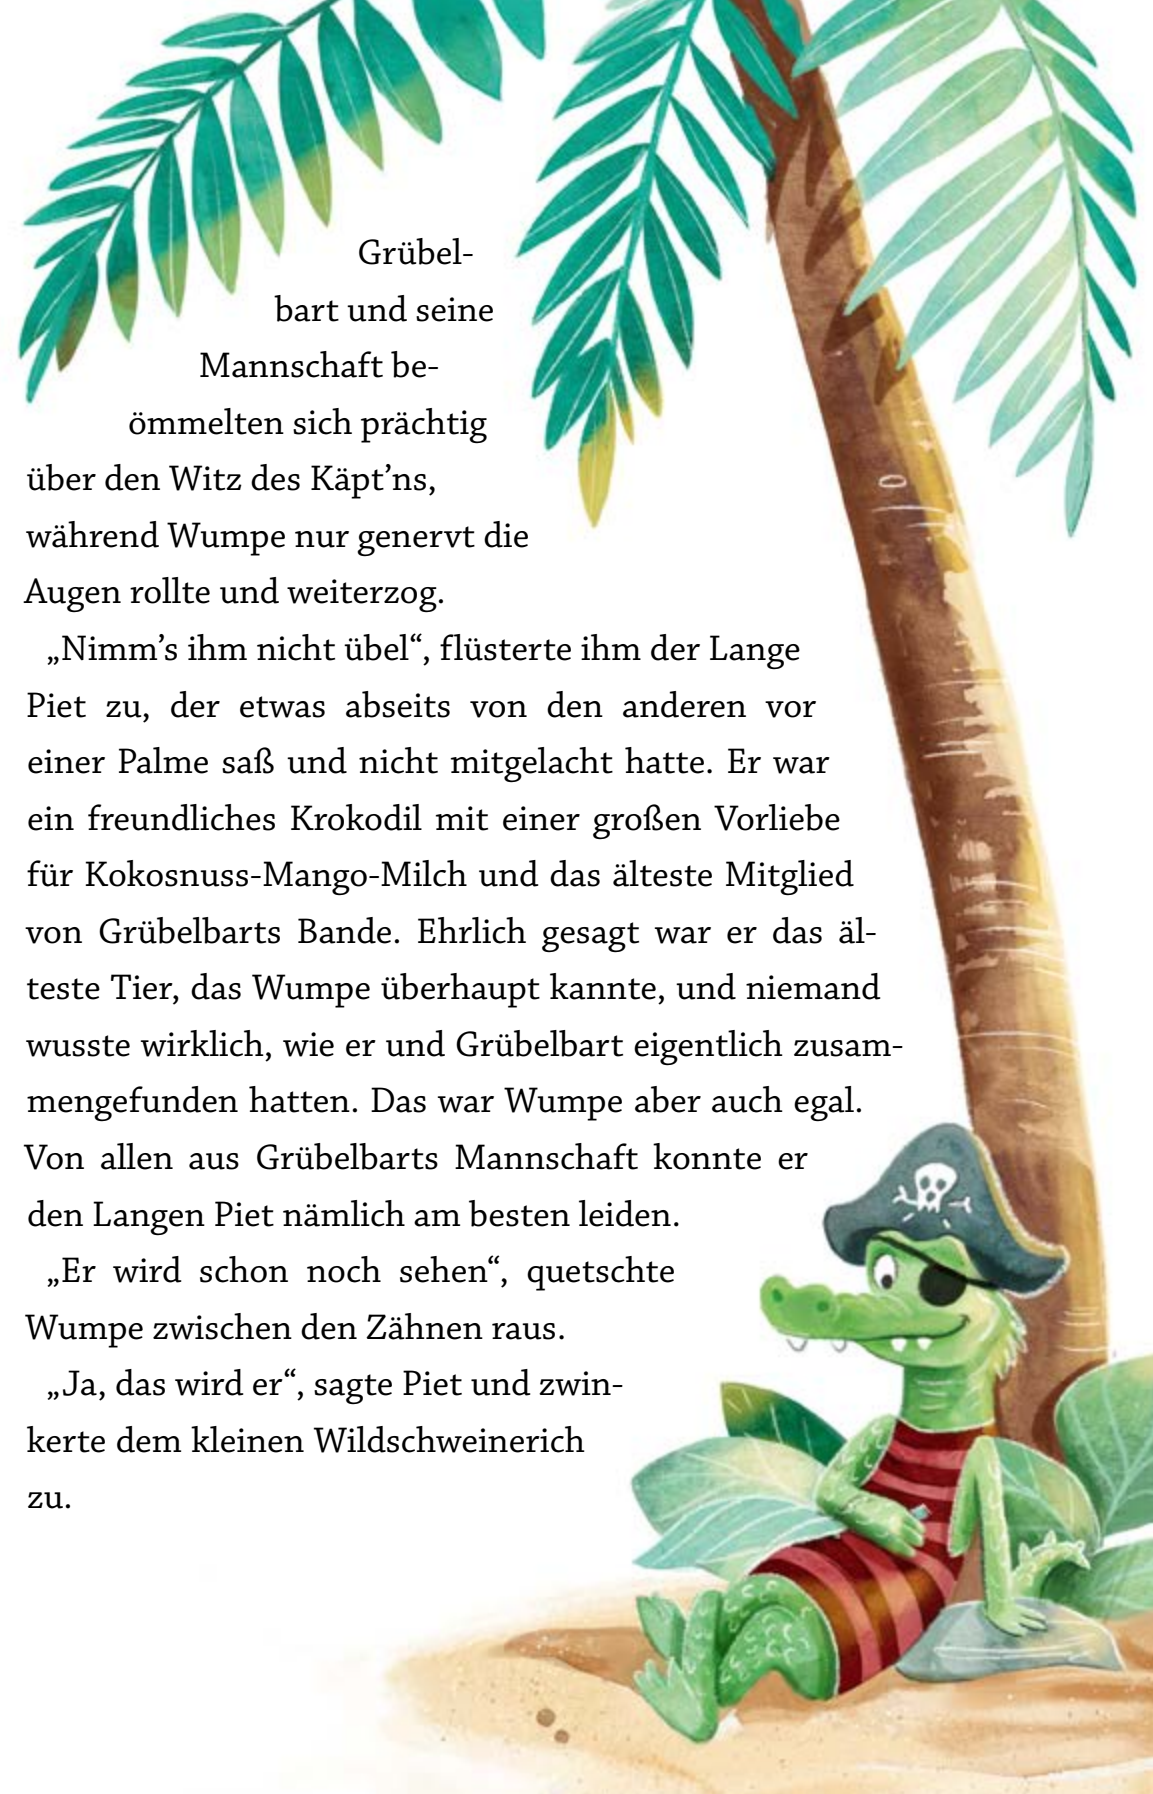 Grübel-
bart und seine
Mannschaft be-
ömmelten sich prächtig
über den Witz des Käpt’ns,
während Wumpe nur genervt die
Augen rollte und weiterzog.
„Nimm’s ihm nicht übel“, flüsterte ihm der Lange
Piet zu, der etwas abseits von den anderen vor
einer Palme saß und nicht mitgelacht hatte. Er war
ein freundliches Krokodil mit einer großen Vorliebe
für Kokosnuss-Mango-Milch und das älteste Mitglied
von Grübelbarts Bande. Ehrlich gesagt war er das äl-
teste Tier, das Wumpe überhaupt kannte, und niemand
wusste wirklich, wie er und Grübelbart eigentlich zusam-
mengefunden hatten. Das war Wumpe aber auch egal.
Von allen aus Grübelbarts Mannschaft konnte er
den Langen Piet nämlich am besten leiden.
„Er wird schon noch sehen“, quetschte
Wumpe zwischen den Zähnen raus.
„Ja, das wird er“, sagte Piet und zwin-
kerte dem kleinen Wildschweinerich
zu.